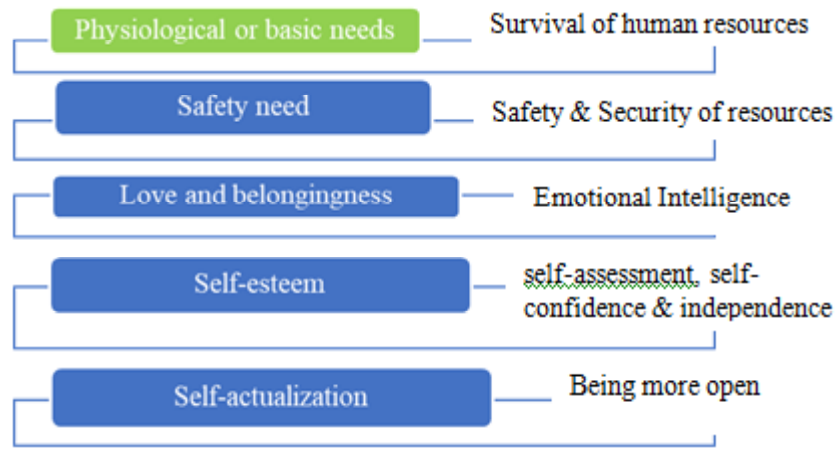 Physiological or basic needs
Survival of human resources
Safety need
Safety & Security of resources
Love and belongingness
Emotional Intelligence
Self-esteem
self-assessment, self-
confidence & independence
Self-actualization
Being more open